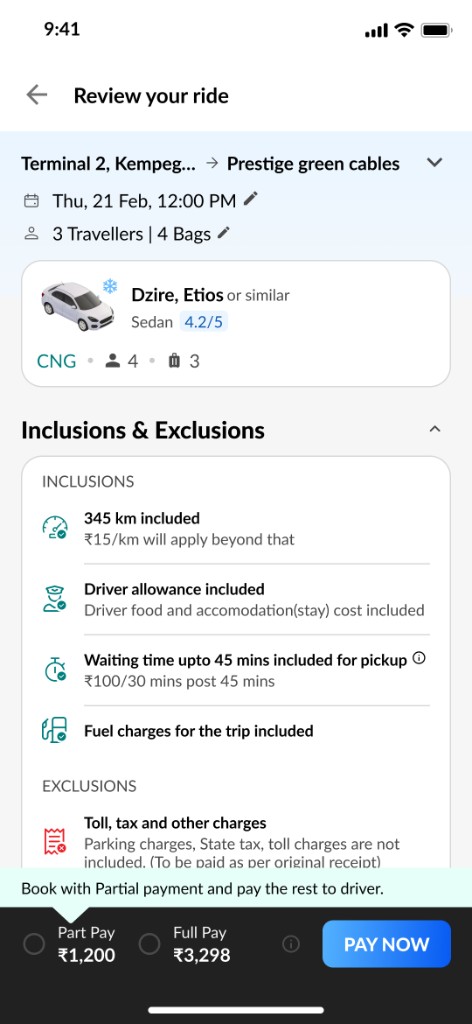 9:41
Review your ride
Terminal 2, Kempeg... → Prestige green cables
Thu, 21 Feb, 12:00 PM
3 Travellers | 4 Bags
Dzire, Etios or similar
Sedan 4.2/5
CNG • 4 • 3
Inclusions & Exclusions
INCLUSIONS
345 km included
₹15/km will apply beyond that
Driver allowance included
Driver food and accomodation(stay) cost included
Waiting time upto 45 mins included for pickup
₹100/30 mins post 45 mins
Fuel charges for the trip included
EXCLUSIONS
Toll, tax and other charges
Parking charges, State tax, toll charges are not
included. (To be paid as per original receipt)
Book with Partial payment and pay the rest to driver.
Part Pay
₹1,200
Full Pay
₹3,298
PAY NOW